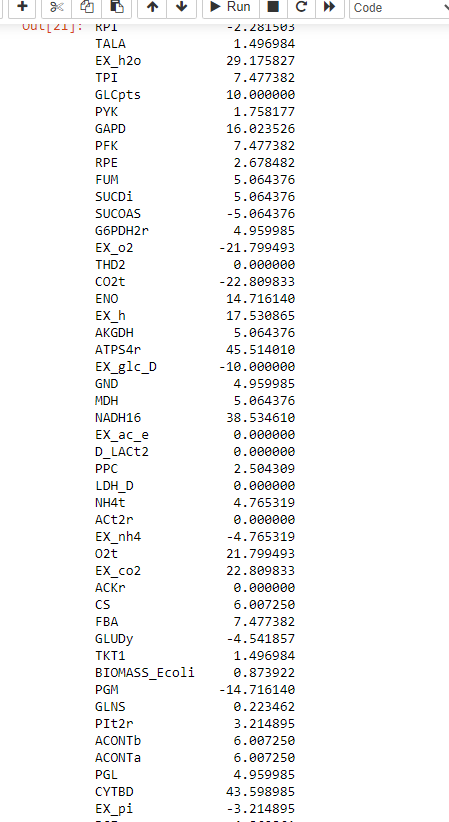 Run Code
Out[21]: RPI -2.281503
TALA 1.496984
EX_h2o 29.175827
TPI 7.477382
GLCpts 10.000000
PYK 1.758177
GAPD 16.023526
PFK 7.477382
RPE 2.678482
FUM 5.064376
SUCDi 5.064376
SUCOAS -5.064376
G6PDH2r 4.959985
EX_o2 -21.799493
THD2 0.000000
CO2t -22.809833
ENO 14.716140
EX_h 17.530865
AKGDH 5.064376
ATPS4r 45.514010
EX_glc_D -10.000000
GND 4.959985
MDH 5.064376
NADH16 38.534610
EX_ac_e 0.000000
D_LACt2 0.000000
PPC 2.504309
LDH_D 0.000000
NH4t 4.765319
ACt2r 0.000000
EX_nh4 -4.765319
O2t 21.799493
EX_co2 22.809833
ACKr 0.000000
CS 6.007250
FBA 7.477382
GLUDy -4.541857
TKT1 1.496984
BIOMASS_Ecoli 0.873922
PGM -14.716140
GLNS 0.223462
PIt2r 3.214895
ACONTb 6.007250
ACONTa 6.007250
PGL 4.959985
CYTBD 43.598985
EX_pi -3.214895